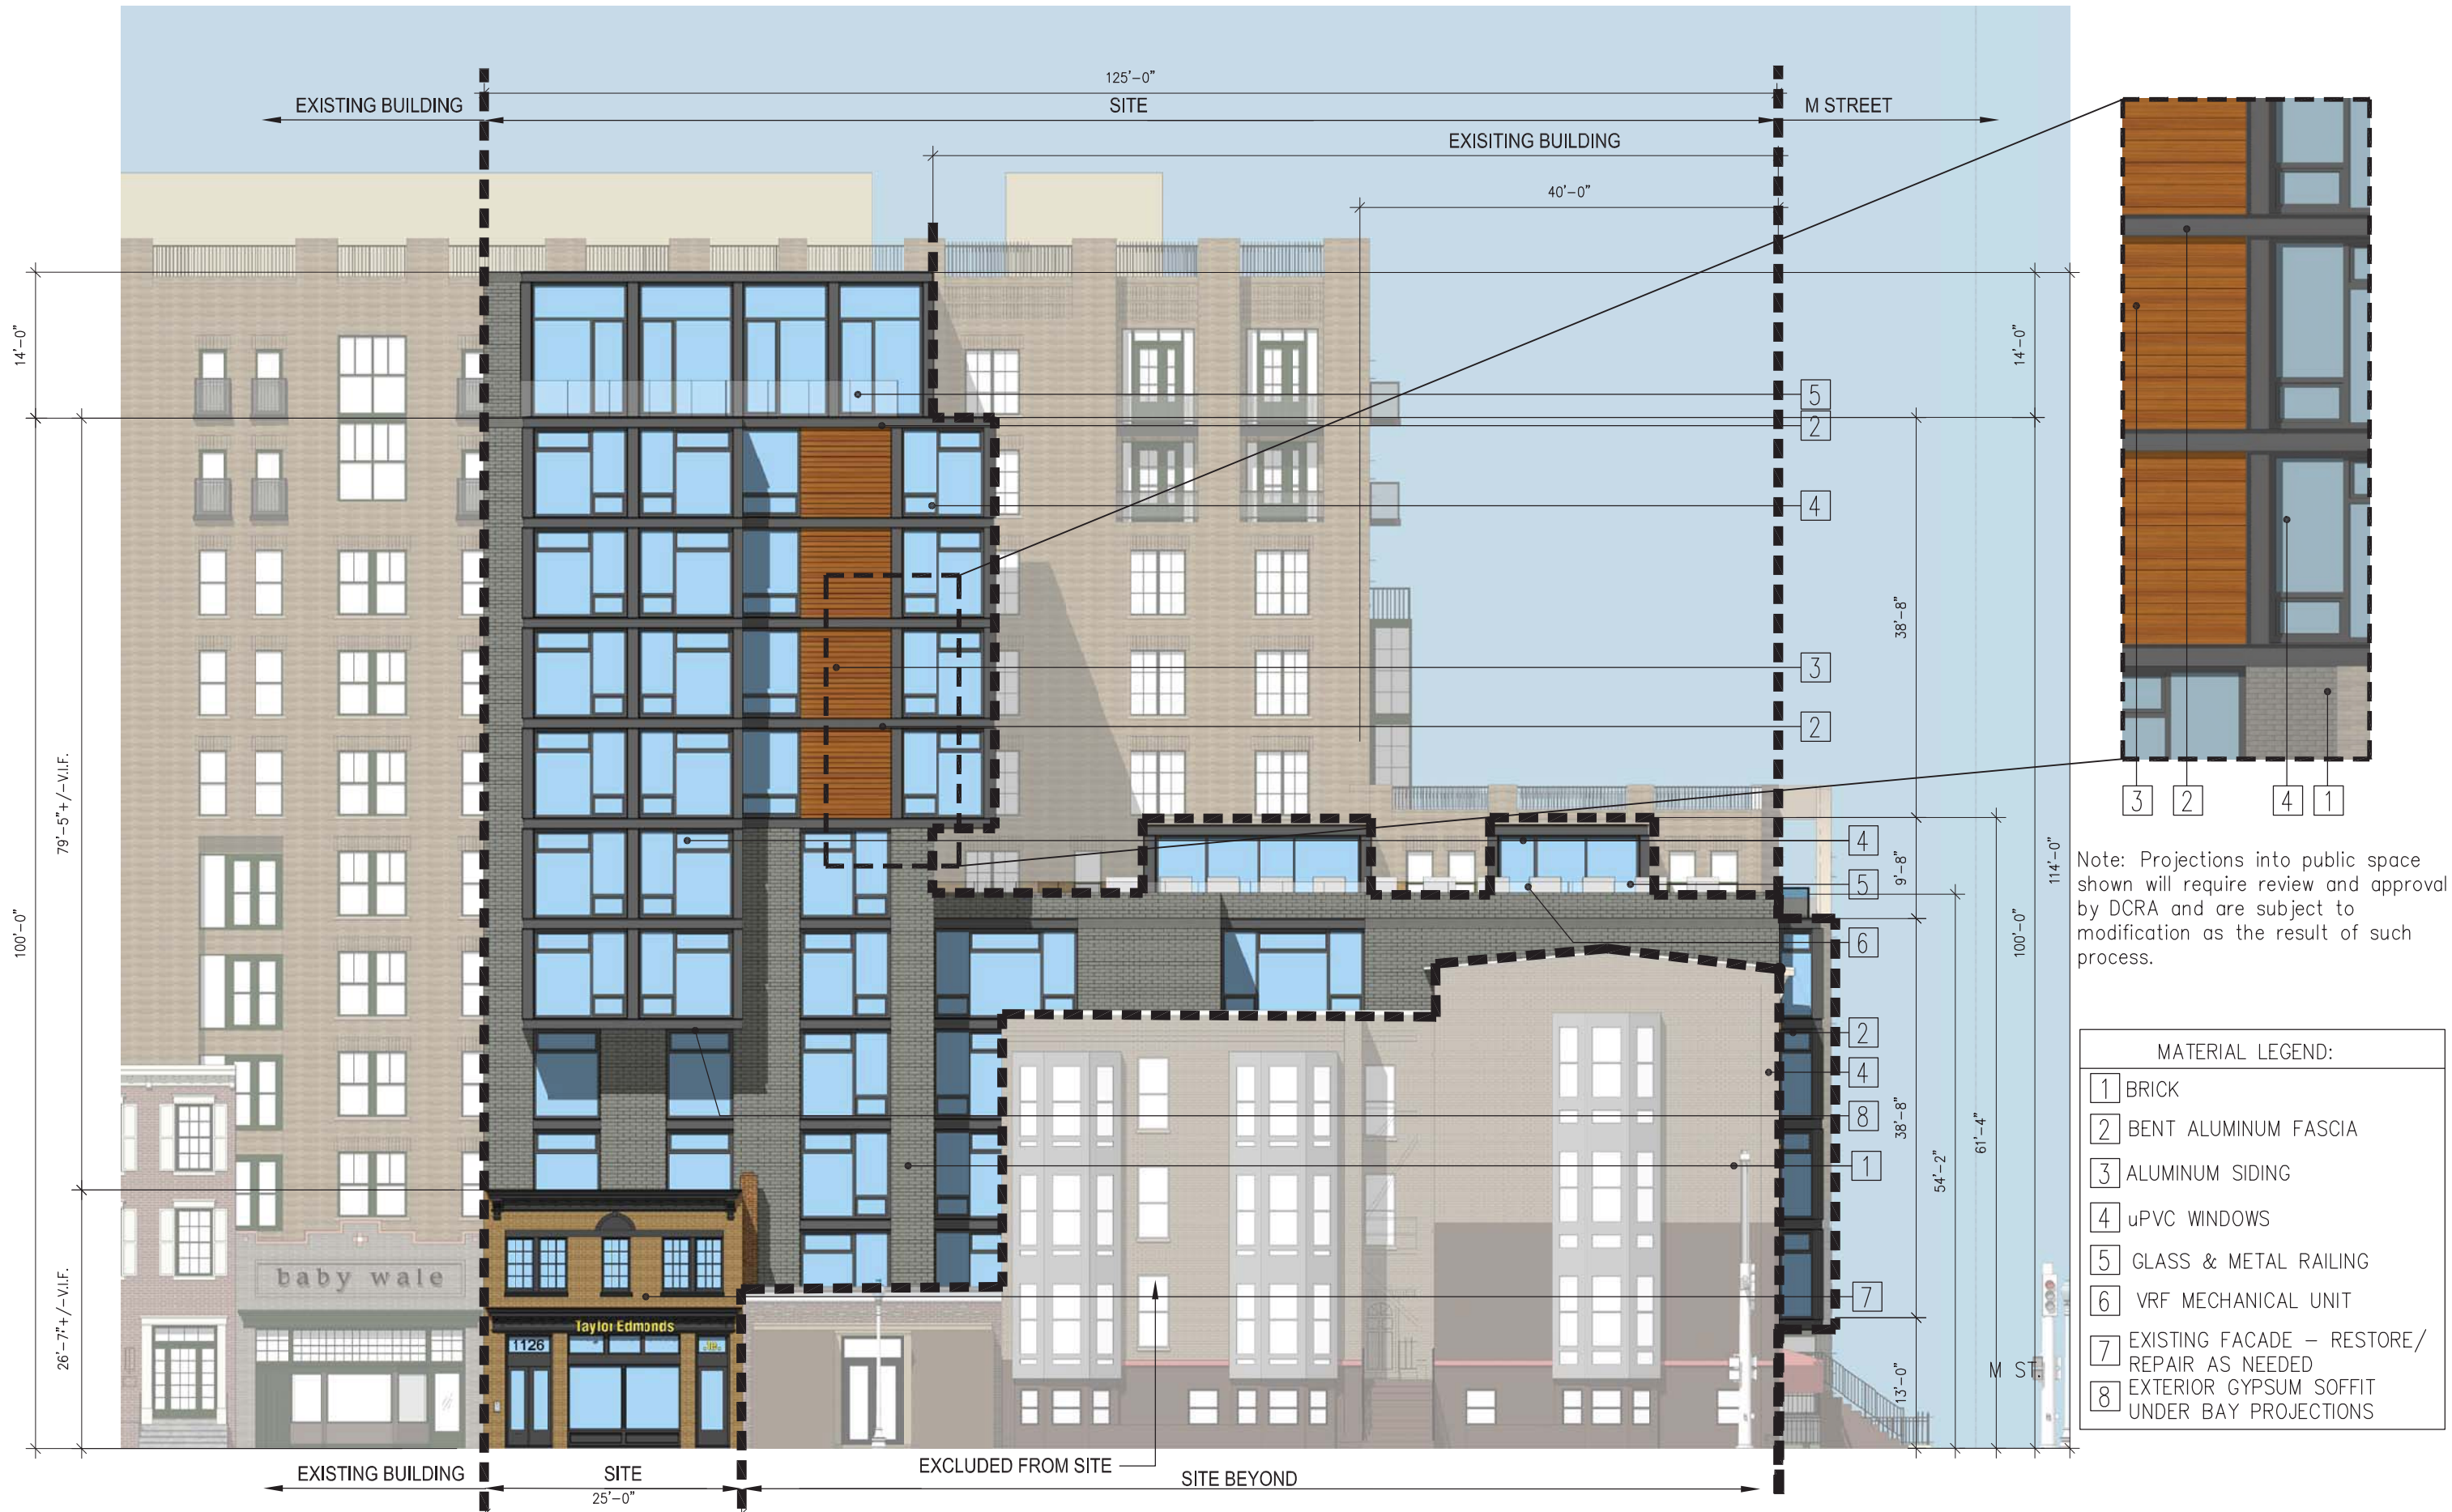 125'-0"
EXISTING BUILDING
SITE
M STREET
EXISITING BUILDING
40'-0"
14'-0"
14'-0"
5
2
4
38'-8"
3
2
79'-5"+/-V.I.F.
3
2
4
1
4
5
9'-8"
114'-0"
Note: Projections into public space
shown will require review and approval
by DCRA and are subject to
modification as the result of such
process.
100'-0"
100'-0"
6
2
4
8
38'-8"
61'-4"
1
54'-2"
MATERIAL LEGEND:
1 BRICK
2 BENT ALUMINUM FASCIA
3 ALUMINUM SIDING
4 uPVC WINDOWS
5 GLASS & METAL RAILING
6 VRF MECHANICAL UNIT
7 EXISTING FACADE - RESTORE/
REPAIR AS NEEDED
8 EXTERIOR GYPSUM SOFFIT
UNDER BAY PROJECTIONS
baby wale
26'-7"+/-V.I.F.
7
Taylor Edmonds
1126
13'-0"
M ST.
EXISTING BUILDING
SITE
25'-0"
EXCLUDED FROM SITE
SITE BEYOND